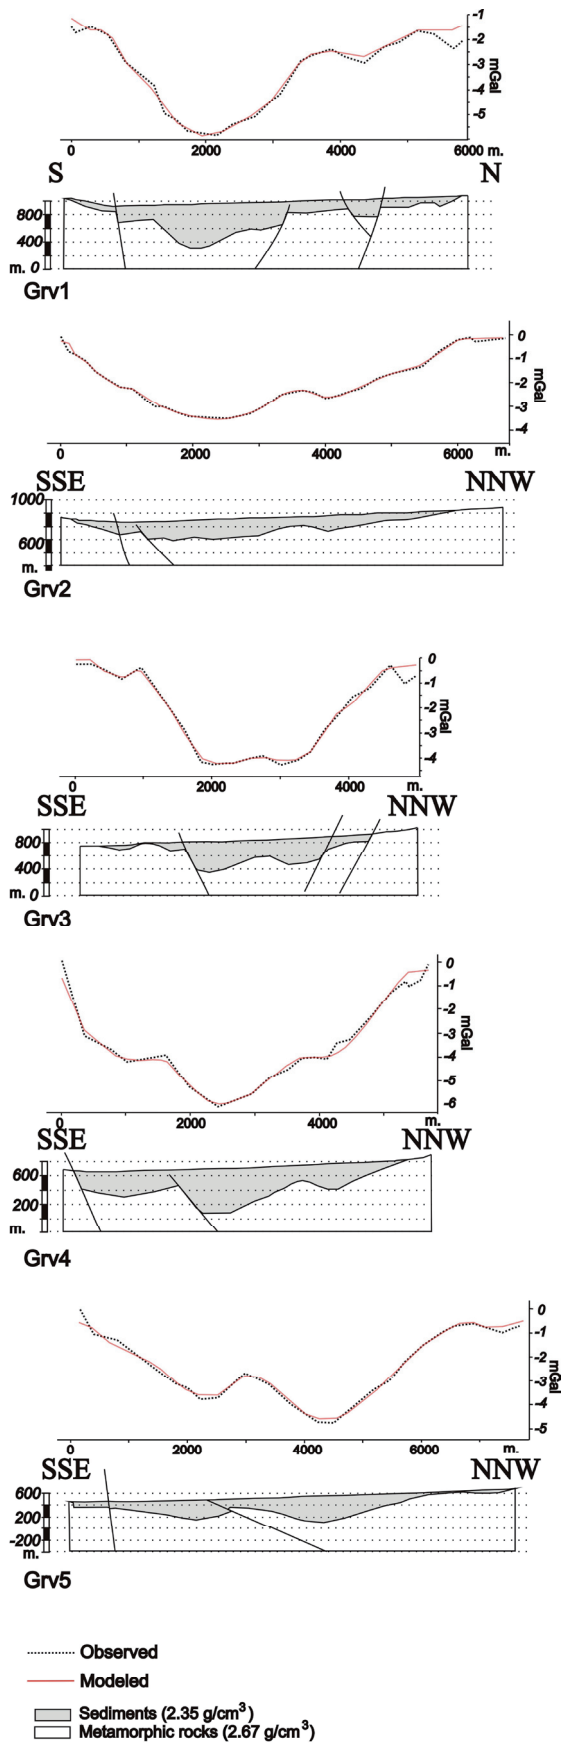 -1
-2
-3
-4
-5
mGal
0 2000 4000 6000 m.
S N
800
400
m. 0
Grv1
0
-1
-2
-3
-4
mGal
0 2000 4000 6000 m.
SSE NNW
1000
600
m.
Grv2
0
-1
-2
-3
-4
mGal
0 2000 4000 m.
SSE NNW
800
400
m. 0
Grv3
0
-1
-2
-3
-4
-5
-6
mGal
0 2000 4000 m.
SSE NNW
600
200
m.
Grv4
0
-1
-2
-3
-4
-5
mGal
0 2000 4000 6000 m.
SSE NNW
600
200
-200
m.
Grv5
Observed
Modeled
Sediments (2.35 g/cm³)
Metamorphic rocks (2.67 g/cm³)